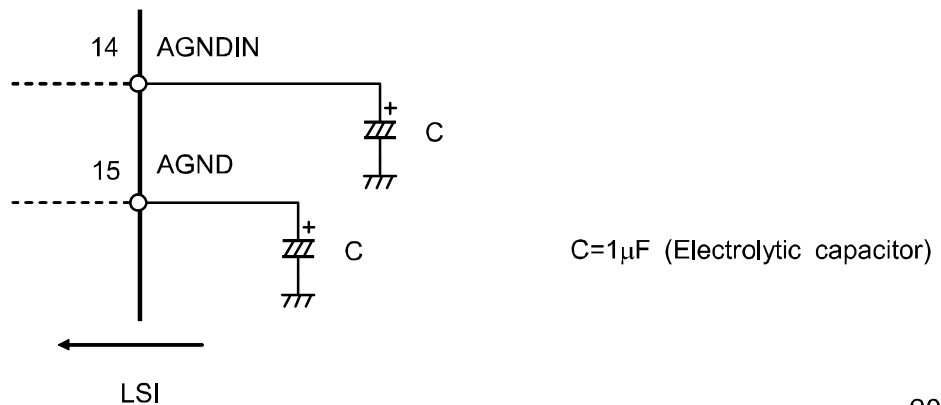 14 AGNDIN
+
C
15 AGND
+
C
C=1μF (Electrolytic capacitor)
LSI